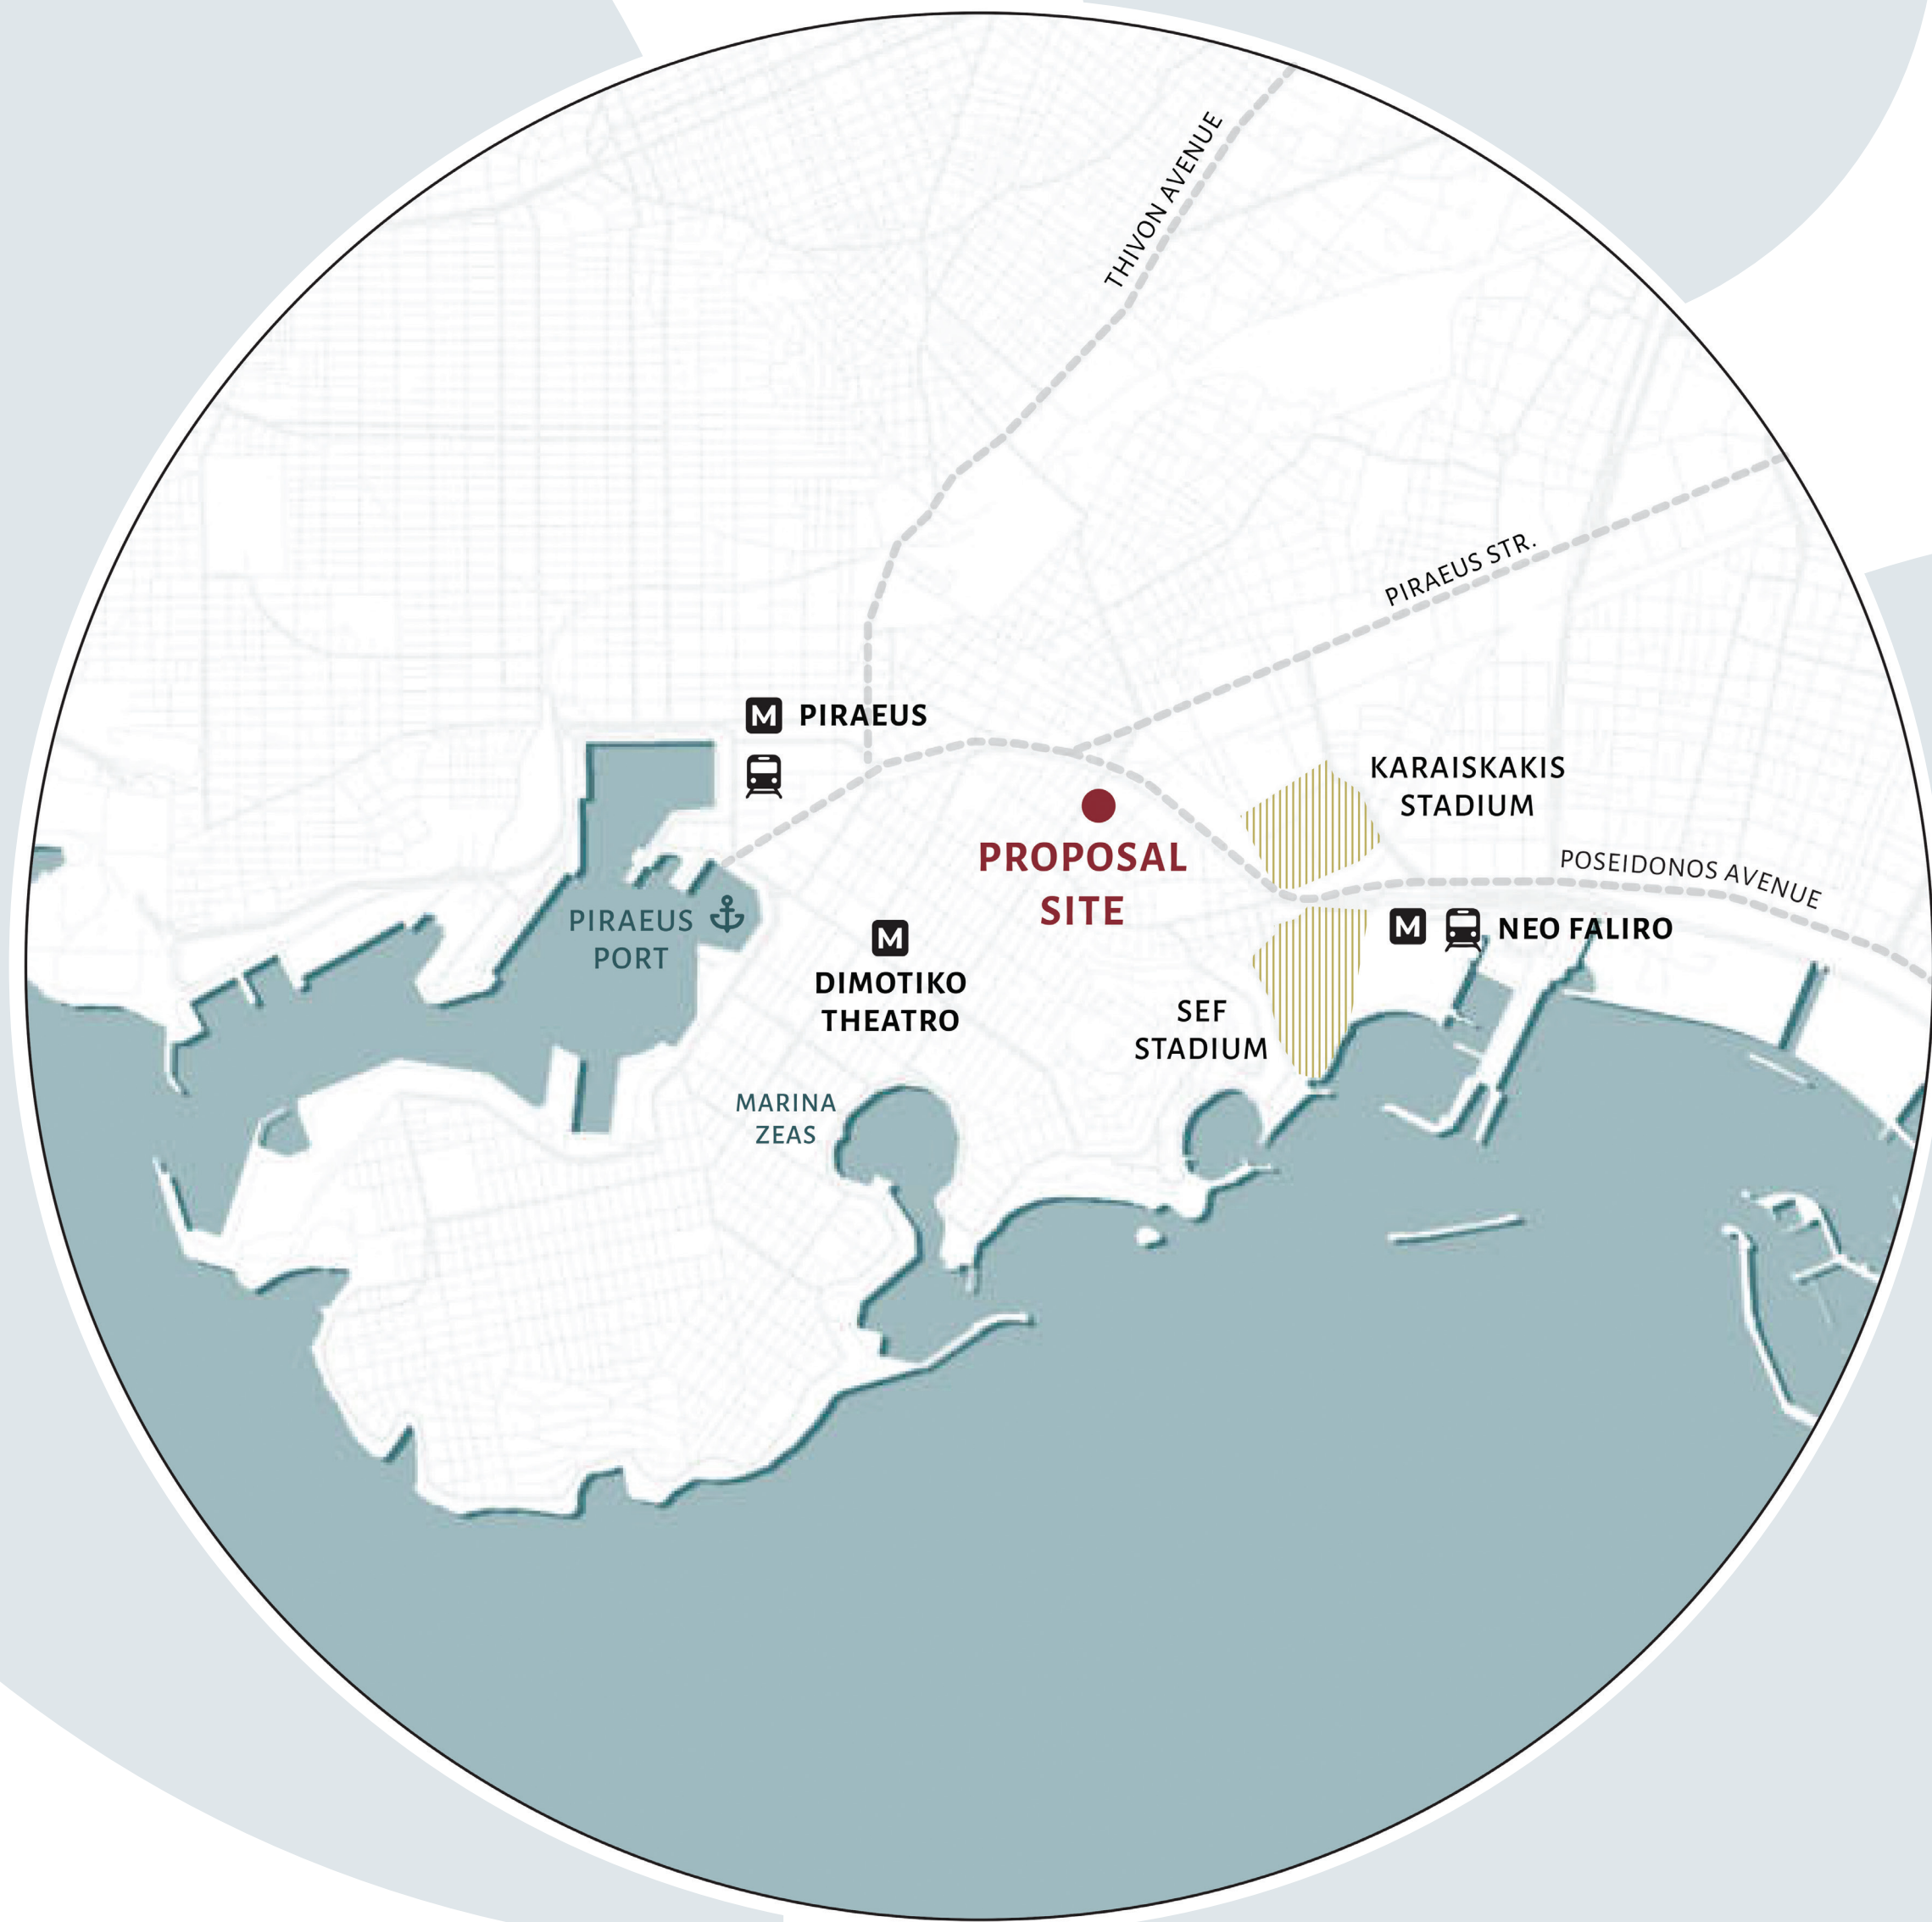 THIVON AVENUE
PIRAEUS STR.
M PIRAEUS
KARAISKAKIS
STADIUM
PROPOSAL
SITE
POSEIDONOS AVENUE
PIRAEUS
PORT
M
DIMOTIKO
THEATRO
M NEO FALIRO
SEF
STADIUM
MARINA
ZEAS